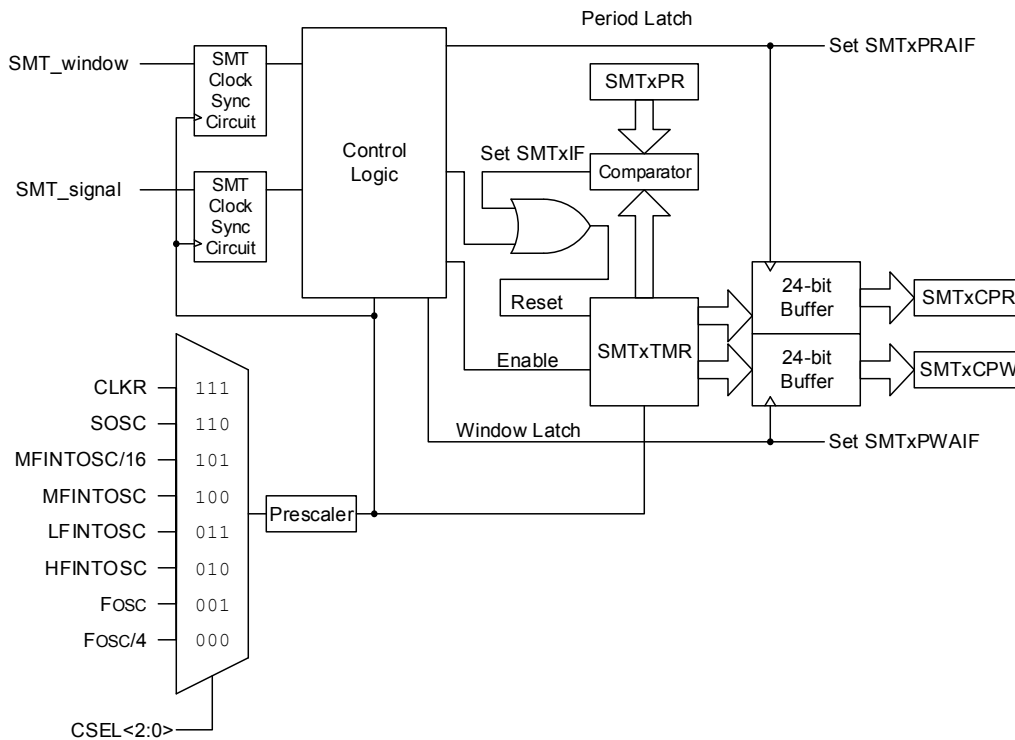 Period Latch
Set SMTxPRAIF
SMT_window
SMT
Clock
Sync
Circuit
Control
Logic
SMTxPR
Set SMTxIF
Comparator
SMT_signal
SMT
Clock
Sync
Circuit
Reset
Enable
SMTxTMR
24-bit
Buffer
SMTxCPR
24-bit
Buffer
SMTxCPW
Window Latch
Set SMTxPWAIF
CLKR 111
SOSC 110
MFINTOSC/16 101
MFINTOSC 100
LFINTOSC 011
HFINTOSC 010
FOSC 001
FOSC/4 000
Prescaler
CSEL<2:0>